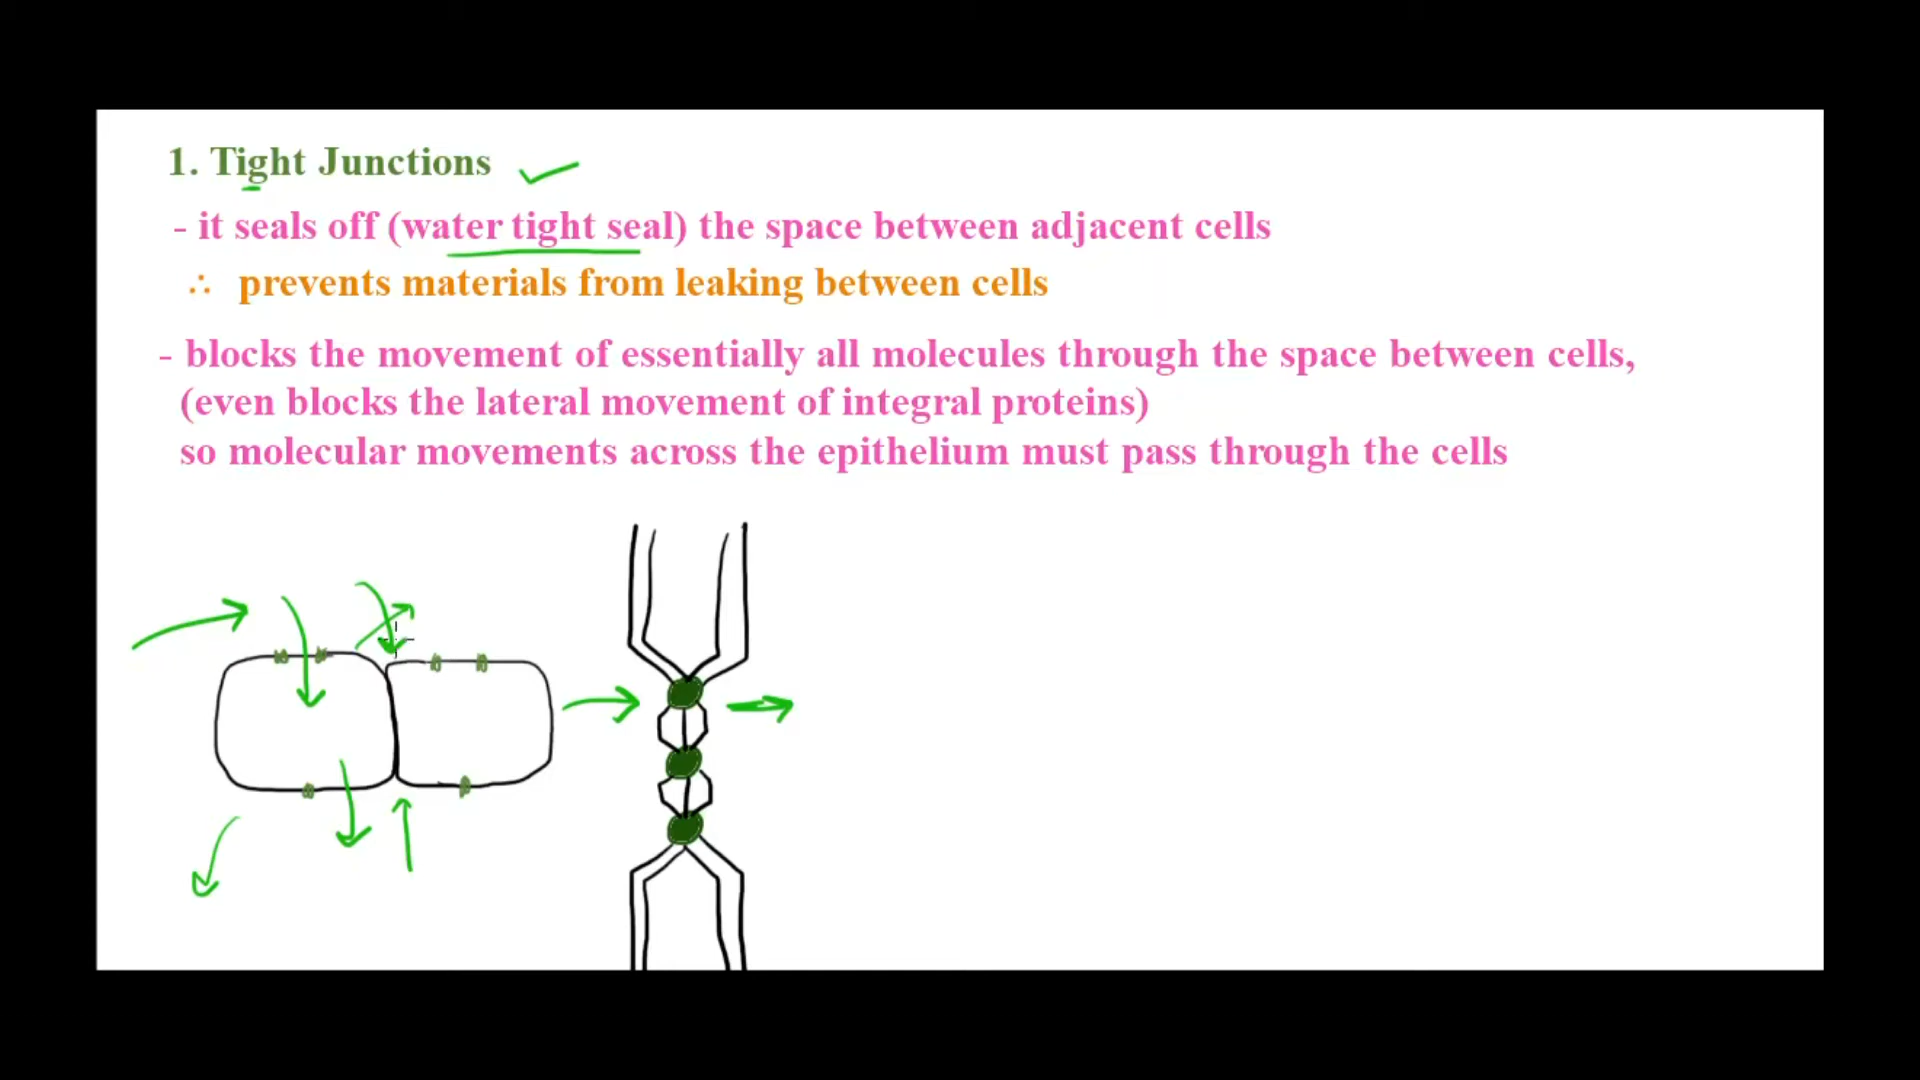 1. Tight Junctions
- it seals off (water tight seal) the space between adjacent cells
∴ prevents materials from leaking between cells
- blocks the movement of essentially all molecules through the space between cells,
(even blocks the lateral movement of integral proteins)
so molecular movements across the epithelium must pass through the cells